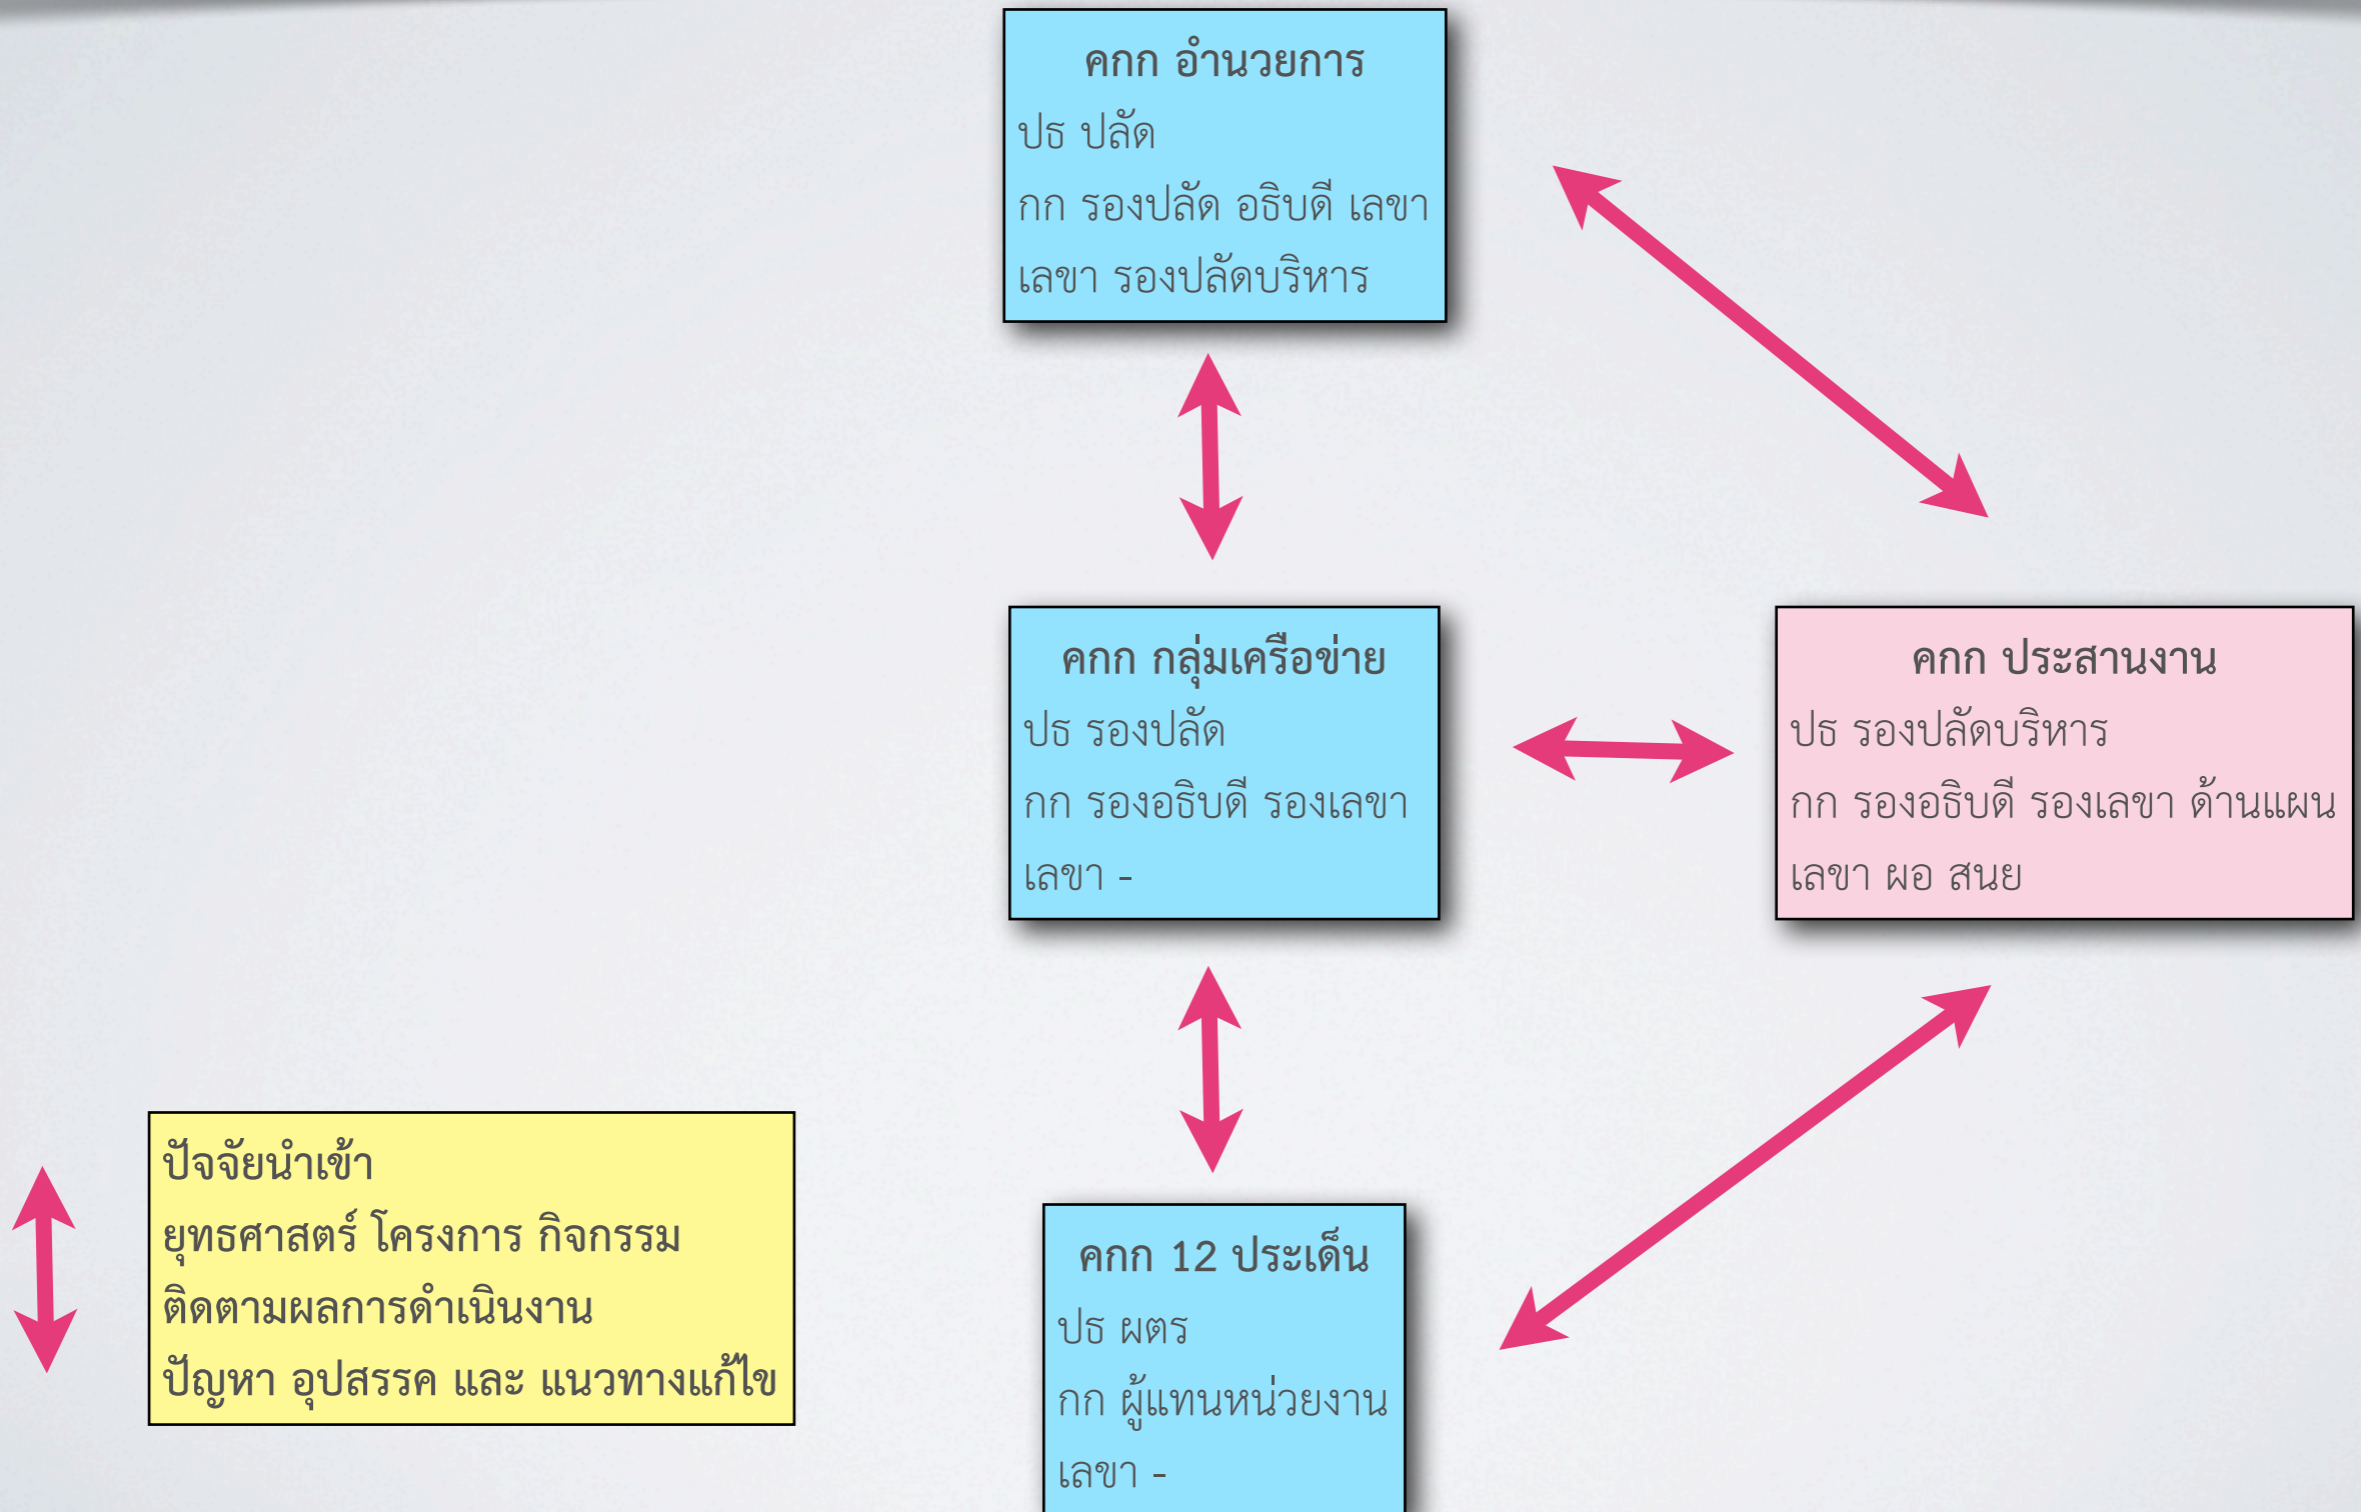 คกก อำนวยการ
ปธ ปลัด
กก รองปลัด อธิบดี เลขา
เลขา รองปลัดบริหาร
คกก กลุ่มเครือข่าย
ปธ รองปลัด
กก รองอธิบดี รองเลขา
เลขา -
คกก ประสานงาน
ปธ รองปลัดบริหาร
กก รองอธิบดี รองเลขา ด้านแผน
เลขา ผอ สนย
ปัจจัยนำเข้า
ยุทธศาสตร์ โครงการ กิจกรรม
ติดตามผลการดำเนินงาน
ปัญหา อุปสรรค และ แนวทางแก้ไข
คกก 12 ประเด็น
ปธ ผตร
กก ผู้แทนหน่วยงาน
เลขา -